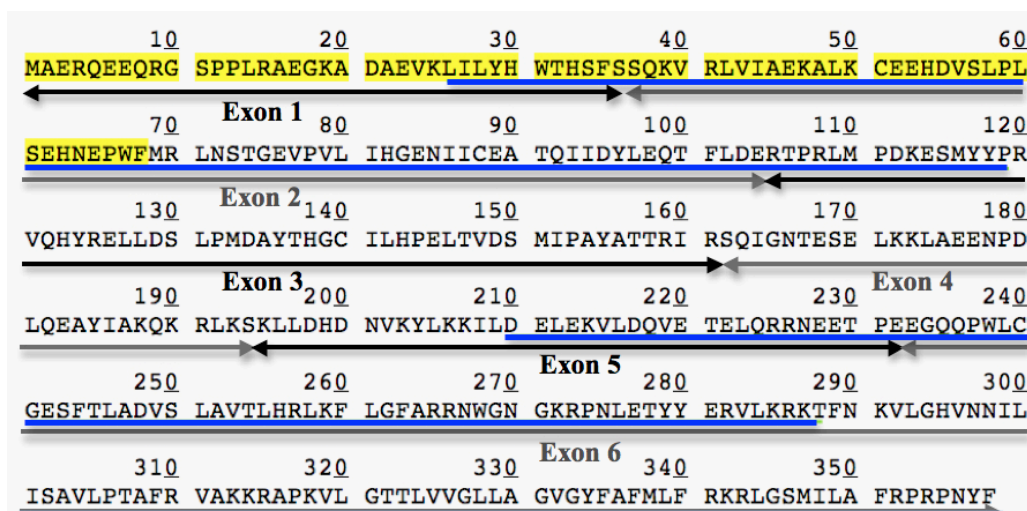 10 20 30 40 50 60
MAERQEEQRG SPPLRAEGKA DAEVKLILYH WTHSFSSQKV RLVIAEKALK CEEHDVSLPL
Exon 1
70 80 90 100 110 120
SEHNEPWFMR LNSTGEVPVL IHGENIICEA TQIIDYLEQT FLDERTPRLM PDKESMYYPR
Exon 2
130 140 150 160 170 180
VQHYRELLDS LPMDAYTHGC ILHPELTVDS MIPAYATTRI RSQIGNTESE LKKLAEENPD
Exon 3 Exon 4
190 200 210 220 230 240
LQEAYIAKQK RLKSKLLDHD NVKYLKKILD ELEKVLDQVE TELQRRNEET PEEGQQPWLC
Exon 5
250 260 270 280 290 300
GESFTLADVS LAVTLHRLKF LGFARRNWGN GKRPNLETYY ERVLKRKTFN KVLGHVNNIL
Exon 6
310 320 330 340 350
ISAVLPTAFR VAKKRAPKVL GTTLVVGLLA GVGYFAFMLF RKRLGSMILA FRPRPNYF